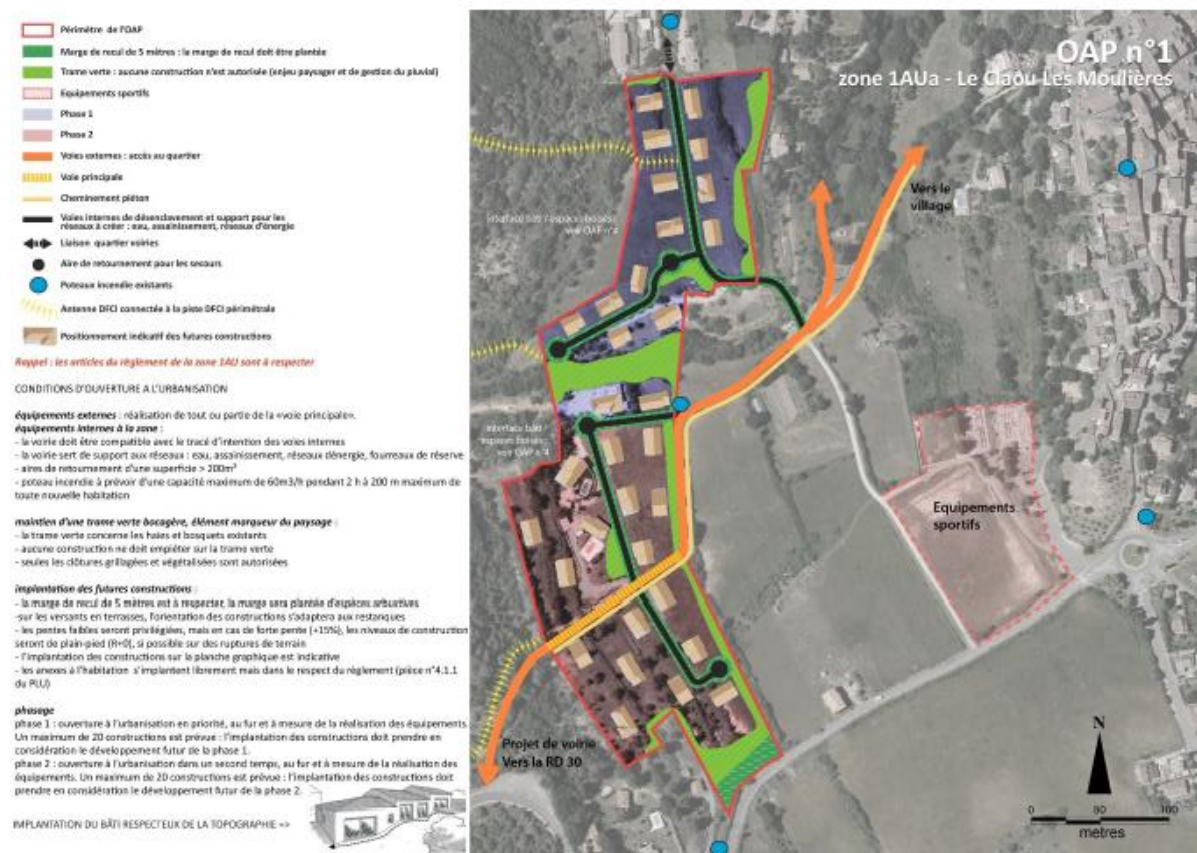 Périmètre de l'OAP
Marge de recul de 5 mètres : la marge de recul doit être plantée
Trame verte : aucune construction n'est autorisée (enjeu paysager et de gestion du pluvial)
Equipements sportifs
Phase 1
Phase 2
Voies externes : accès au quartier
Voie principale
Cheminement piéton
Voies internes de désenclavement et support pour les
réseaux à créer : eau, assainissement, réseaux d'énergie
Liaison quartier voiries
Aire de retournement pour les secours
Poteaux incendie existants
Antenne DFCI connectée à la piste DFCI périmétrale
Positionnement indicatif des futures constructions
Rappel : les articles du règlement de la zone 1AU sont à respecter
CONDITIONS D'OUVERTURE A L'URBANISATION
équipements externes : réalisation de tout ou partie de la «voie principale».
équipements internes à la zone :
- la voirie doit être compatible avec le tracé d'intention des voies internes
- la voirie sert de support aux réseaux : eau, assainissement, réseaux d'énergie, fourreaux de réserve
- aires de retournement d'une superficie > 200m²
- poteau incendie à prévoir d'une capacité maximum de 60m3/h pendant 2 h à 200 m maximum de
toute nouvelle habitation
maintien d'une trame verte bocagère, élément marqueur du paysage :
- la trame verte concerne les haies et bosquets existants
- aucune construction ne doit empiéter sur la trame verte
- seules les clôtures grillagées et végétalisées sont autorisées
implantation des futures constructions :
- la marge de recul de 5 mètres est à respecter, la marge sera plantée d'espèces arbustives
-sur les versants en terrasses, l'orientation des constructions s'adaptera aux restanques
- les pentes faibles seront privilégiées, mais en cas de forte pente (+15%), les niveaux de construction
seront de plain-pied (R+0), si possible sur des ruptures de terrain
- l'implantation des constructions sur la planche graphique est indicative
- les anexes à l'habitation s'implantent librement mais dans le respect du règlement (pièce n°4.1.1
du PLU)
phasage
phase 1 : ouverture à l'urbanisation en priorité, au fur et à mesure de la réalisation des équipements.
Un maximum de 20 constructions est prévue : l'implantation des constructions doit prendre en
considération le développement futur de la phase 1.
phase 2 : ouverture à l'urbanisation dans un second temps, au fur et à mesure de la réalisation des
équipements. Un maximum de 20 constructions est prévue : l'implantation des constructions doit
prendre en considération le développement futur de la phase 2.
IMPLANTATION DU BÂTI RESPECTEUX DE LA TOPOGRAPHIE =>
OAP n°1
zone 1AUa - Le Claôu Les Moulières
Vers le
village
interface bâti / espaces boisés :
voir OAP n°4
interface bâti /
espaces boisés :
voir OAP n°4
Equipements
sportifs
Projet de voirie
Vers la RD 30
N
0 50 100
metres